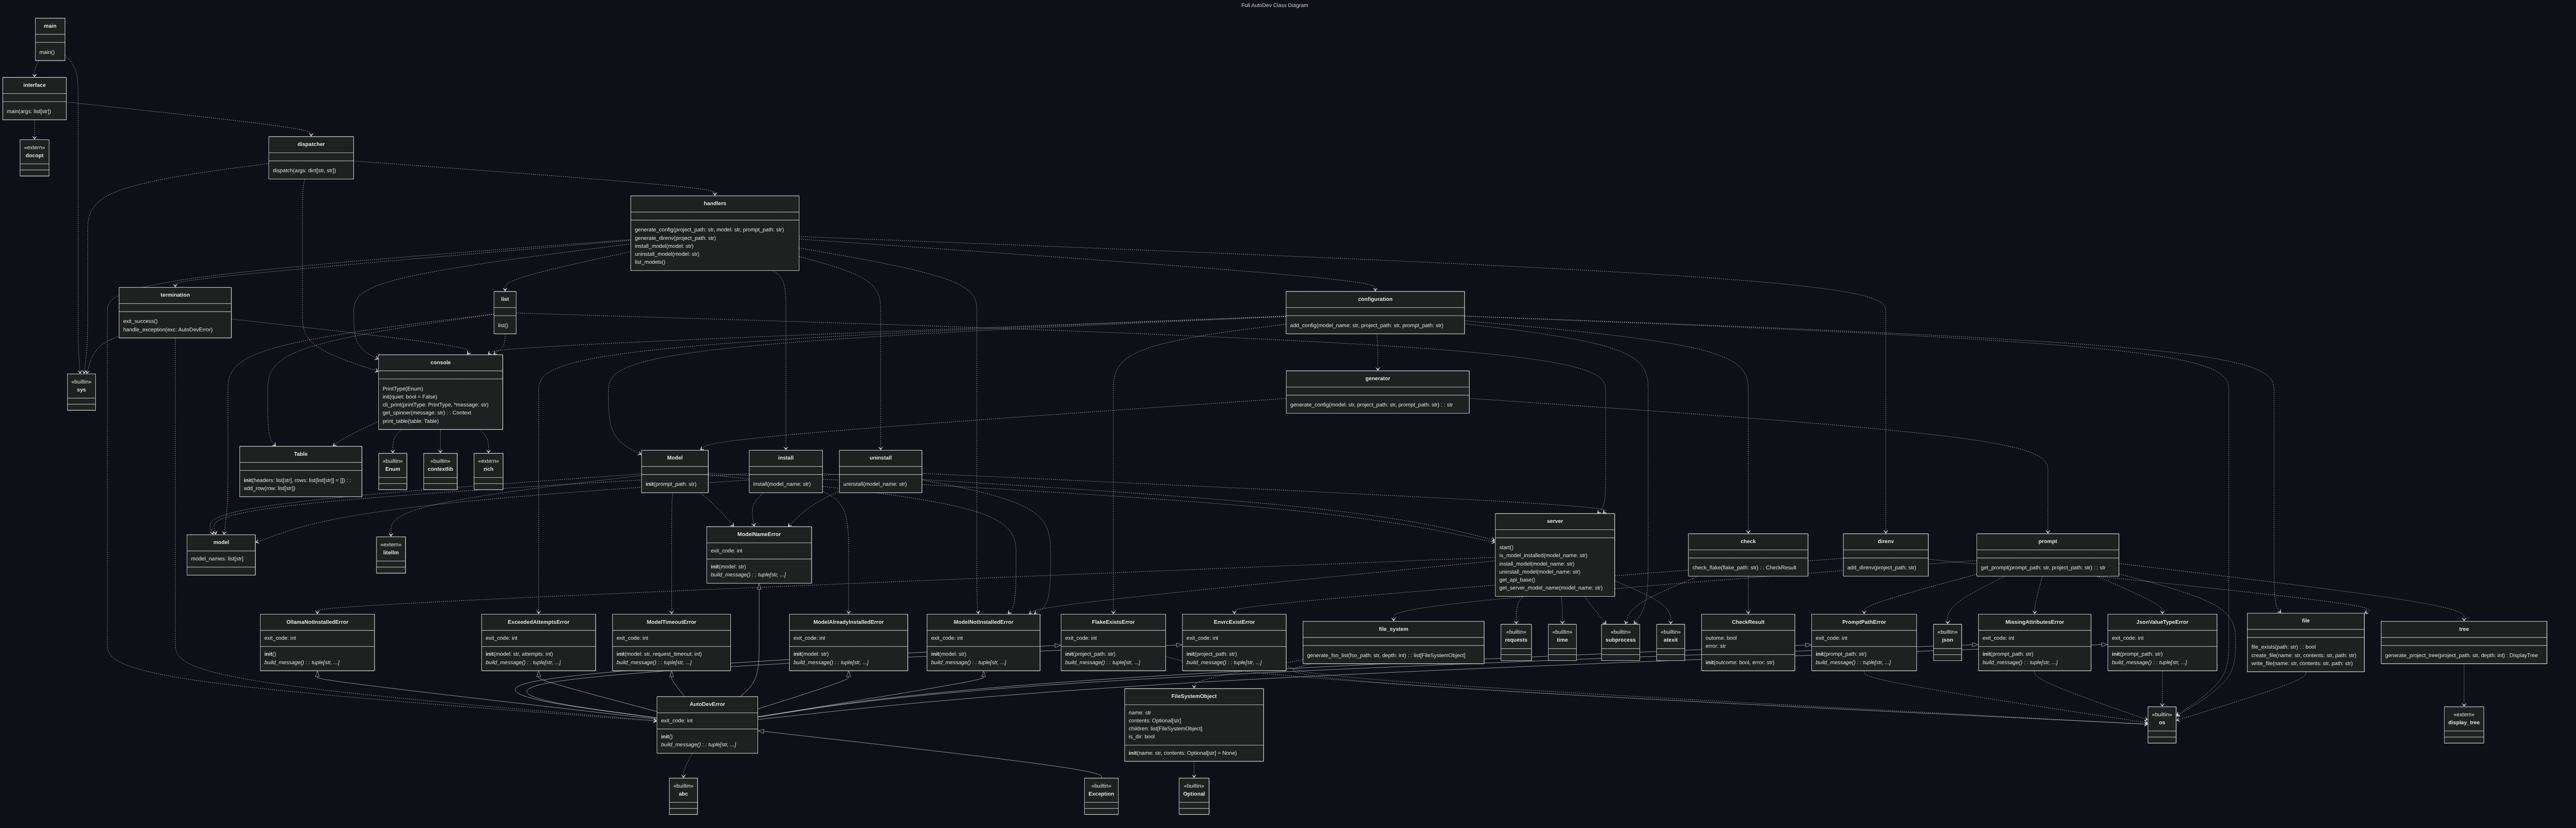 Full AutoDev Class Diagram
main
main()
interface
main(args: list[str])
«extern»
docopt
dispatcher
dispatch(args: dict[str, str])
handlers
generate_config(project_path: str, model: str, prompt_path: str)
generate_direnv(project_path: str)
install_model(model: str)
uninstall_model(model: str)
list_models()
termination
exit_success()
handle_exception(exc: AutoDevError)
list
list()
configuration
add_config(model_name: str, project_path: str, prompt_path: str)
«builtin»
sys
console
PrintType(Enum)
init(quiet: bool = False)
cli_print(printType: PrintType, *message: str)
get_spinner(message: str) : : Context
print_table(table: Table)
generator
generate_config(model: str, project_path: str, prompt_path: str) : : str
Table
init(headers: list[str], rows: list[list[str]] = []) : :
add_row(row: list[str])
«builtin»
Enum
«builtin»
contextlib
«extern»
rich
Model
init(prompt_path: str)
install
install(model_name: str)
uninstall
uninstall(model_name: str)
model
model_names: list[str]
«extern»
litellm
ModelNameError
exit_code: int
init(model: str)
build_message() : : tuple[str, ...]
server
start()
is_model_installed(model_name: str)
install_model(model_name: str)
uninstall_model(model_name: str)
get_api_base()
get_server_model_name(model_name: str)
check
check_flake(flake_path: str) : : CheckResult
direnv
add_direnv(project_path: str)
prompt
get_prompt(prompt_path: str, project_path: str) : : str
OllamaNotInstalledError
exit_code: int
init()
build_message() : : tuple[str, ...]
ExceededAttemptsError
exit_code: int
init(model: str, attempts: int)
build_message() : : tuple[str, ...]
ModelTimeoutError
exit_code: int
init(model: str, request_timeout: int)
build_message() : : tuple[str, ...]
ModelAlreadyInstalledError
exit_code: int
init(model: str)
build_message() : : tuple[str, ...]
ModelNotInstalledError
exit_code: int
init(model: str)
build_message() : : tuple[str, ...]
FlakeExistsError
exit_code: int
init(project_path: str)
build_message() : : tuple[str, ...]
EnvrcExistError
exit_code: int
init(project_path: str)
build_message() : : tuple[str, ...]
file_system
generate_fso_list(fso_path: str, depth: int) : : list[FileSystemObject]
«builtin»
requests
«builtin»
time
«builtin»
subprocess
«builtin»
atexit
CheckResult
outcome: bool
error: str
init(outcome: bool, error: str)
PromptPathError
exit_code: int
init(prompt_path: str)
build_message() : : tuple[str, ...]
«builtin»
json
MissingAttributesError
exit_code: int
init(prompt_path: str)
build_message() : : tuple[str, ...]
JsonValueTypeError
exit_code: int
init(prompt_path: str)
build_message() : : tuple[str, ...]
file
file_exists(path: str) : : bool
create_file(name: str, contents: str, path: str)
write_file(name: str, contents: str, path: str)
tree
generate_project_tree(project_path: str, depth: int) : : DisplayTree
AutoDevError
exit_code: int
init()
build_message() : : tuple[str, ...]
FileSystemObject
name: str
contents: Optional[str]
children: list[FileSystemObject]
is_dir: bool
init(name: str, contents: Optional[str] = None)
«builtin»
os
«extern»
display_tree
«builtin»
abc
«builtin»
Exception
«builtin»
Optional